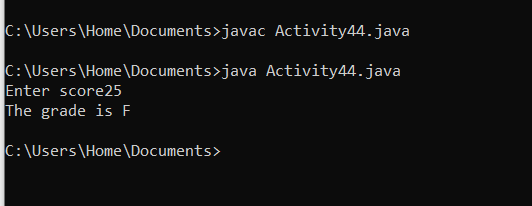 C:\Users\Home\Documents>javac Activity44.java
C:\Users\Home\Documents>java Activity44.java
Enter score25
The grade is F
C:\Users\Home\Documents>